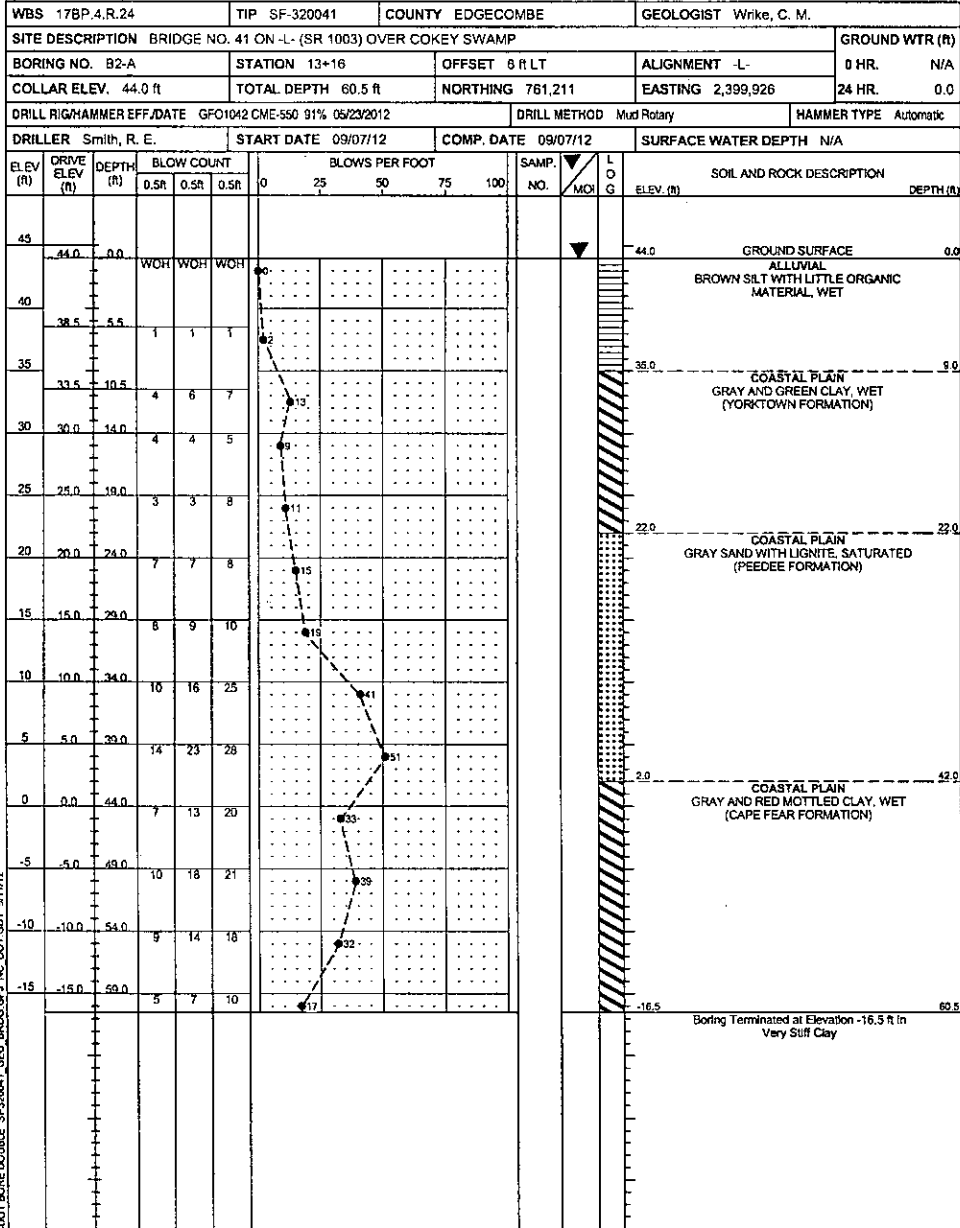 WBS 17BP.4.R.24 TIP SF-320041 COUNTY EDGECOMBE GEOLOGIST Wrike, C. M.
SITE DESCRIPTION BRIDGE NO. 41 ON -L- (SR 1003) OVER COKEY SWAMP GROUND WTR (ft)
BORING NO. B2-A STATION 13+16 OFFSET 6 ft LT ALIGNMENT -L- 0 HR. N/A
COLLAR ELEV. 44.0 ft TOTAL DEPTH 60.5 ft NORTHING 761,211 EASTING 2,399,926 24 HR. 0.0
DRILL RIG/HAMMER EFF./DATE GFO1042 CME-550 91% 05/23/2012 DRILL METHOD Mud Rotary HAMMER TYPE Automatic
DRILLER Smith, R. E. START DATE 09/07/12 COMP. DATE 09/07/12 SURFACE WATER DEPTH N/A
ELEV (ft) DRIVE ELEV (ft) DEPTH (ft) BLOW COUNT BLOWS PER FOOT SAMP. NO. MOI LOG SOIL AND ROCK DESCRIPTION
0.5ft 0.5ft 0.5ft 0 25 50 75 100 ELEV. (ft) DEPTH (ft)
45
44.0 0.0 WOH WOH WOH 0 44.0 GROUND SURFACE 0.0
ALLUVIAL
BROWN SILT WITH LITTLE ORGANIC
MATERIAL, WET
40
38.5 5.5 1 1 1 2
35 35.0 9.0
COASTAL PLAIN
GRAY AND GREEN CLAY, WET
(YORKTOWN FORMATION)
33.5 10.5 4 6 7 13
30 30.0 14.0 4 4 5 9
25 25.0 19.0 3 3 8 11
22.0 22.0
COASTAL PLAIN
GRAY SAND WITH LIGNITE, SATURATED
(PEEDEE FORMATION)
20 20.0 24.0 7 7 8 15
15 15.0 29.0 8 9 10 19
10 10.0 34.0 10 16 25 41
5 5.0 39.0 14 23 28 51
2.0 42.0
COASTAL PLAIN
GRAY AND RED MOTTLED CLAY, WET
(CAPE FEAR FORMATION)
0 0.0 44.0 7 13 20 33
-5 -5.0 49.0 10 18 21 39
-10 -10.0 54.0 9 14 18 32
-15 -15.0 59.0 5 7 10 17
-16.5 60.5
Boring Terminated at Elevation -16.5 ft in
Very Stiff Clay